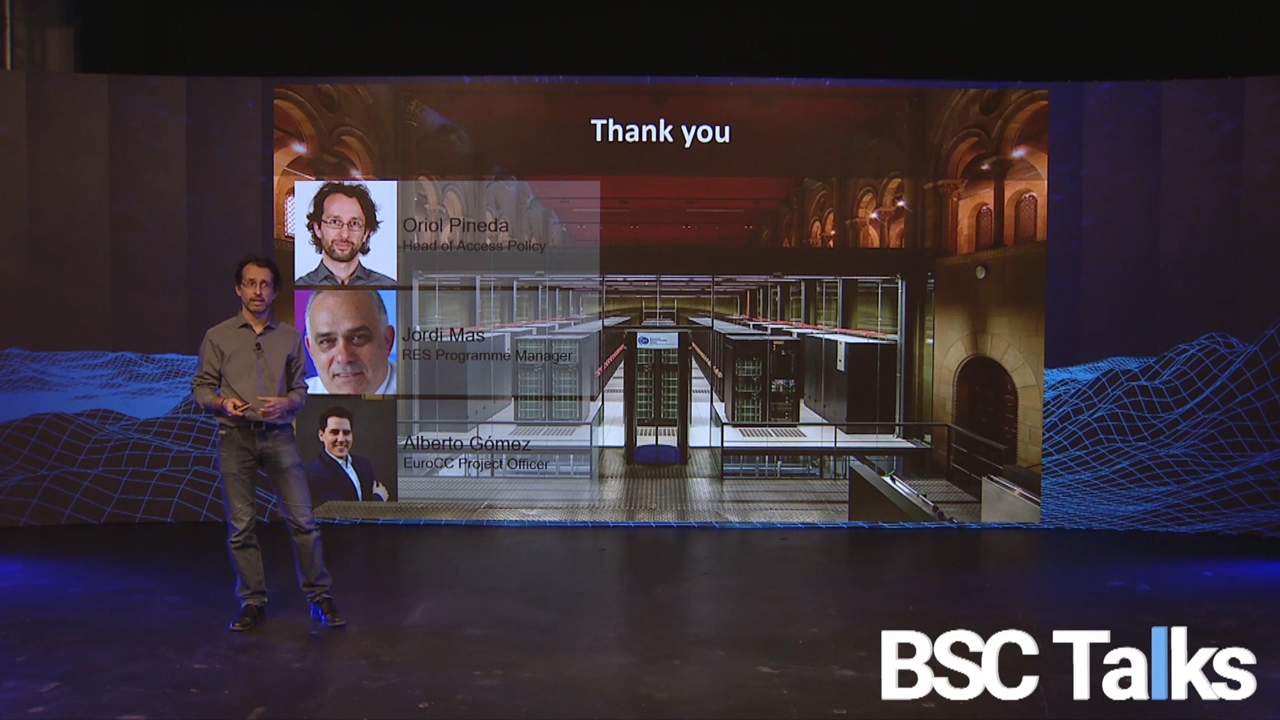 Thank you
Oriol Pineda
Head of Access Policy
Jordi Mas
RES Programme Manager
Alberto Gómez
EuroCC Project Officer
BSC Talks